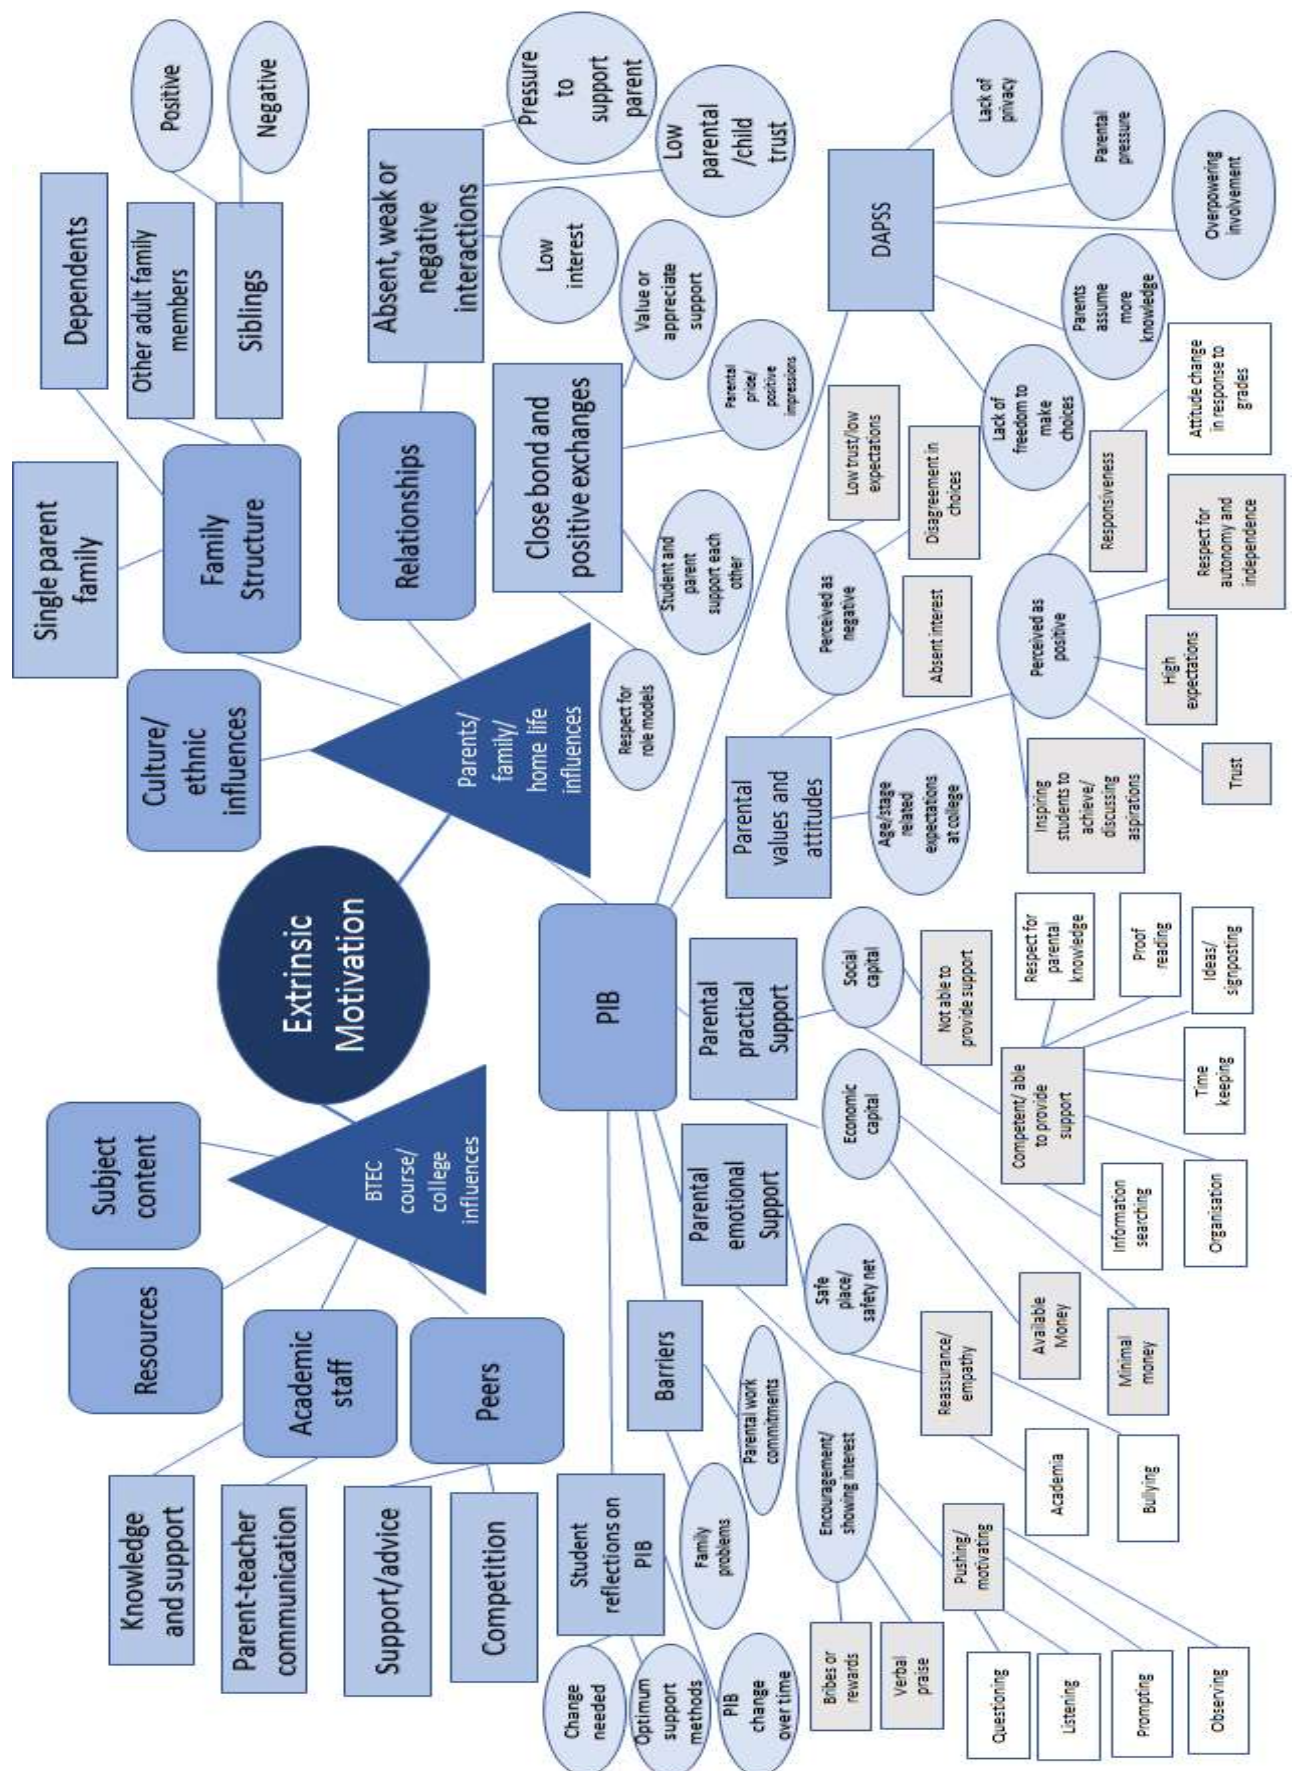 Extrinsic
Motivation
BTEC
course/
college
influences
Subject
content
Resources
Academic
staff
Knowledge
and support
Parent-teacher
communication
Peers
Support/advice
Competition
Parents/
family/
home life
influences
Culture/
ethnic
influences
Family
Structure
Single parent
family
Dependents
Other adult family
members
Siblings
Positive
Negative
Relationships
Absent, weak or
negative
interactions
Pressure
to
support
parent
Low
parental
/child
trust
Low
interest
Close bond and
positive exchanges
Value or
appreciate
support
Parental
pride/
positive
impressions
Student and
parent
support each
other
Respect for
role models
PIB
Student
reflections on
PIB
Change
needed
Optimum
support
methods
PIB
change
over time
Barriers
Family
problems
Parental work
commitments
Parental
emotional
Support
Encouragement/
showing interest
Bribes or
rewards
Verbal
praise
Pushing/
motivating
Questioning
Listening
Prompting
Observing
Safe
place/
safety net
Reassurance/
empathy
Academia
Bullying
Parental
practical
Support
Economic
capital
Available
Money
Minimal
money
Social
capital
Not able to
provide support
Competent/ able
to provide
support
Information
searching
Organisation
Time
keeping
Ideas/
signposting
Proof
reading
Respect for
parental
knowledge
Parental
values and
attitudes
Age/stage
related
expectations
at college
Perceived as
negative
Low trust/low
expectations
Disagreement in
choices
Absent interest
Perceived as
positive
Inspiring
students to
achieve/
discussing
aspirations
Trust
High
expectations
Respect for
autonomy and
independence
Responsiveness
Attitude change
in response to
grades
DAPSS
Lack of
privacy
Parental
pressure
Overpowering
involvement
Parents
assume
more
knowledge
Lack of
freedom to
make
choices